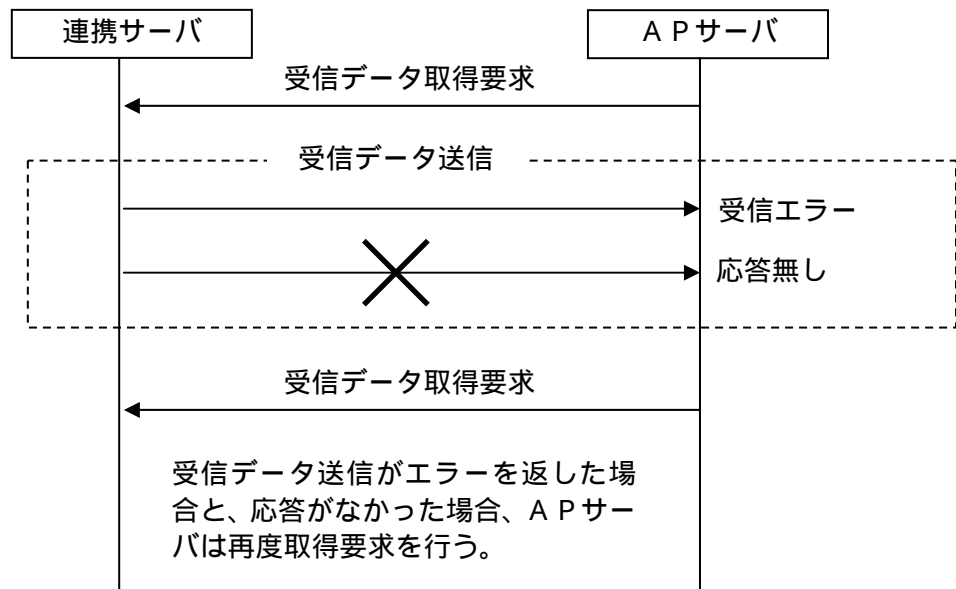 連携サーバ
ＡＰサーバ
受信データ取得要求
受信データ送信
受信エラー
応答無し
受信データ取得要求
受信データ送信がエラーを返した場
合と、応答がなかった場合、ＡＰサー
バは再度取得要求を行う。